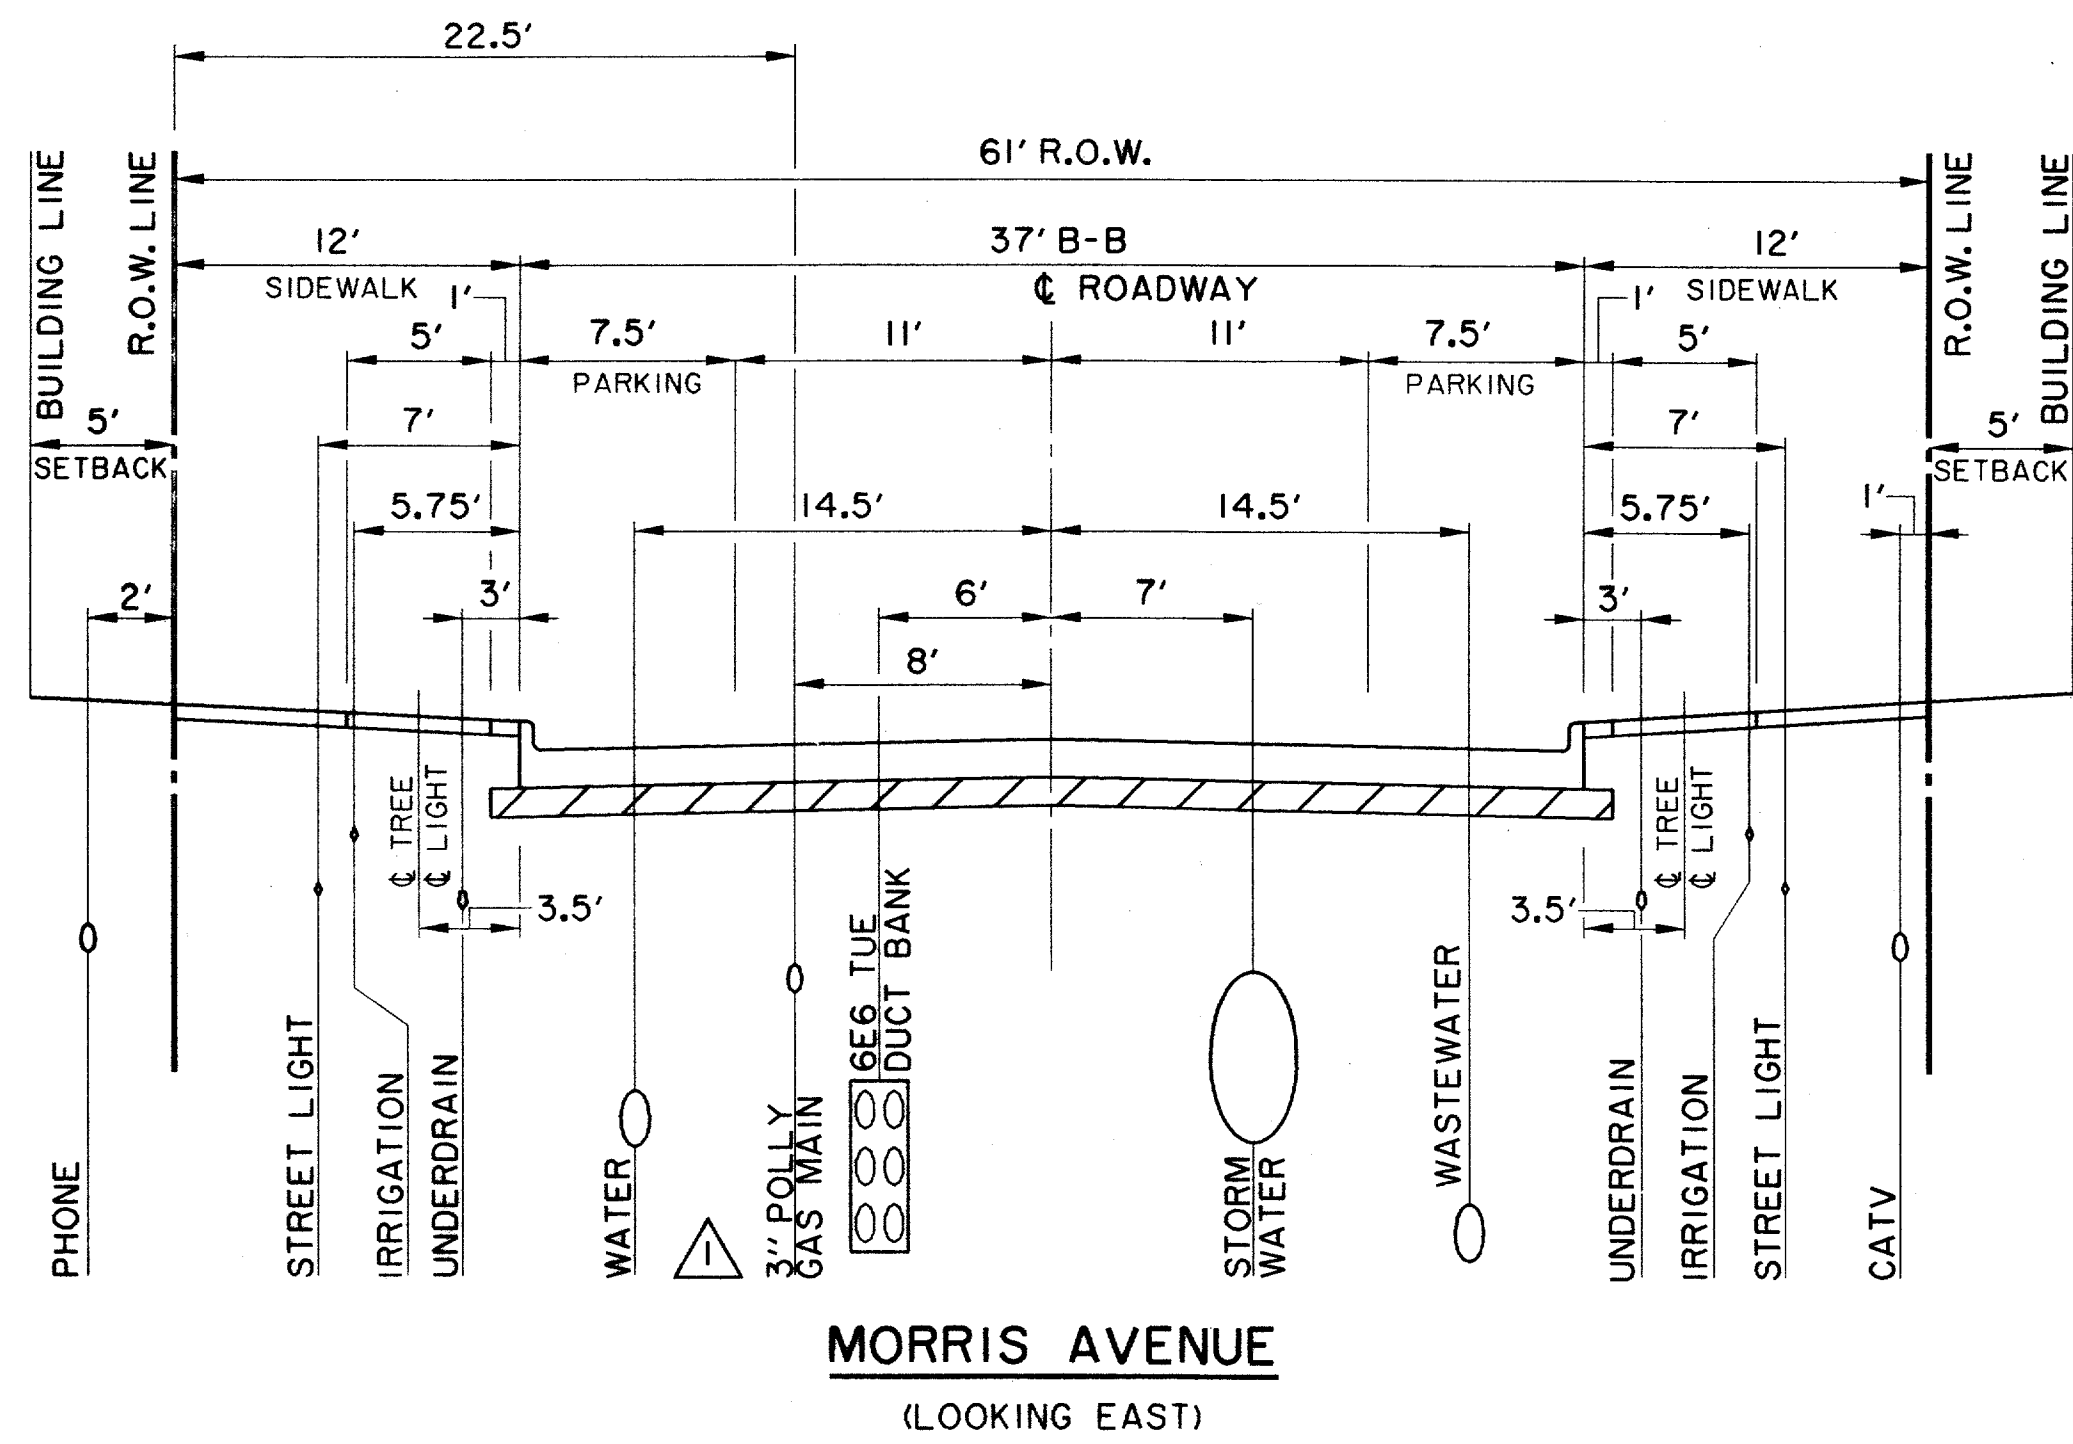 22.5'
61' R.O.W.
BUILDING LINE
R.O.W. LINE
R.O.W. LINE
BUILDING LINE
12'
37' B-B
12'
SIDEWALK
℄ ROADWAY
SIDEWALK
1'
1'
5'
7.5'
11'
11'
7.5'
5'
PARKING
PARKING
5'
7'
7'
5'
SETBACK
SETBACK
5.75'
14.5'
14.5'
5.75'
1'
2'
3'
6'
7'
3'
8'
℄ TREE
℄ LIGHT
℄ TREE
℄ LIGHT
3.5'
3.5'
PHONE
STREET LIGHT
IRRIGATION
UNDERDRAIN
WATER
1
3" POLLY
GAS MAIN
6E6 TUE
DUCT BANK
STORM
WATER
WASTEWATER
UNDERDRAIN
IRRIGATION
STREET LIGHT
CATV
MORRIS AVENUE
(LOOKING EAST)